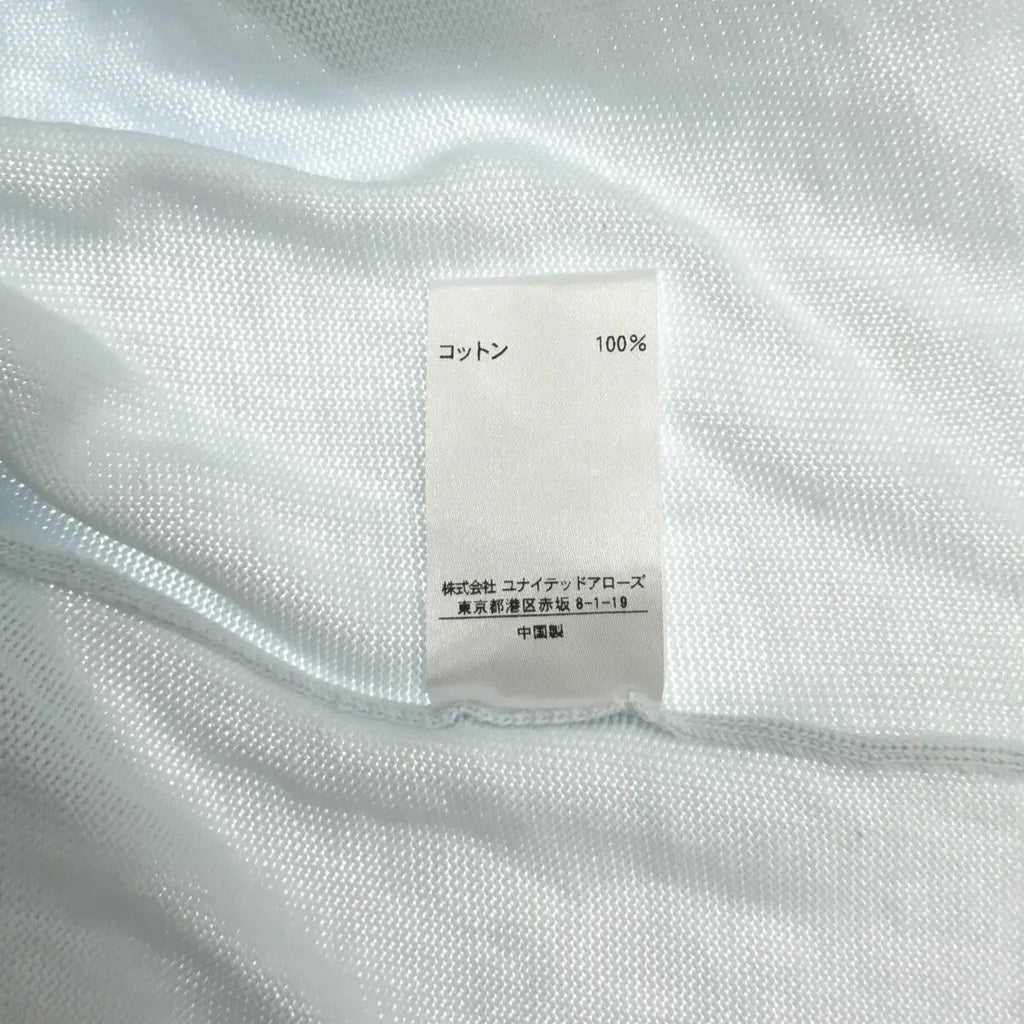 コットン 100%
株式会社 ユナイテッドアローズ
東京都港区赤坂 8-1-19
中国製